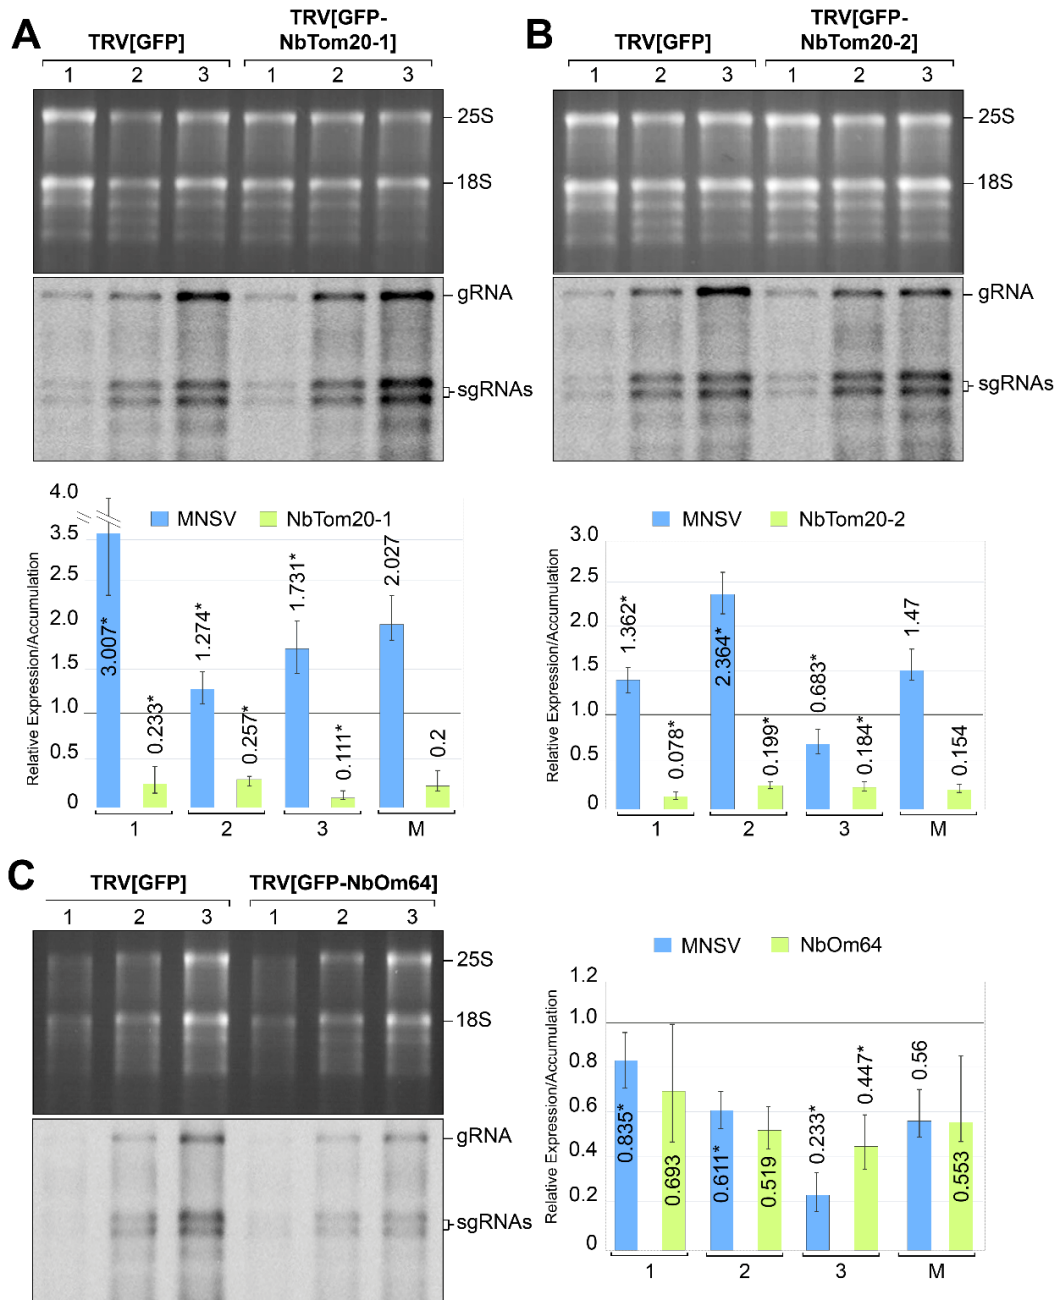 A
TRV[GFP]
TRV[GFP-
NbTom20-1]
1 2 3 1 2 3
25S
18S
gRNA
sgRNAs
4.0
3.5
2.5
2.0
1.5
1.0
0.5
0
Relative Expression/Accumulation
MNSV
NbTom20-1
3.007*
0.233*
1.274*
0.257*
1.731*
0.111*
2.027
0.2
1 2 3 M
B
TRV[GFP]
TRV[GFP-
NbTom20-2]
1 2 3 1 2 3
25S
18S
gRNA
sgRNAs
3.0
2.5
2.0
1.5
1.0
0.5
0
Relative Expression/Accumulation
MNSV
NbTom20-2
1.362*
0.078*
2.364*
0.199*
0.683*
0.184*
1.47
0.154
1 2 3 M
C
TRV[GFP]
TRV[GFP-NbOm64]
1 2 3 1 2 3
25S
18S
gRNA
sgRNAs
MNSV
NbOm64
1.2
1.0
0.8
0.6
0.4
0.2
0
Relative Expression/Accumulation
0.835*
0.693
0.611*
0.519
0.233*
0.447*
0.56
0.553
1 2 3 M